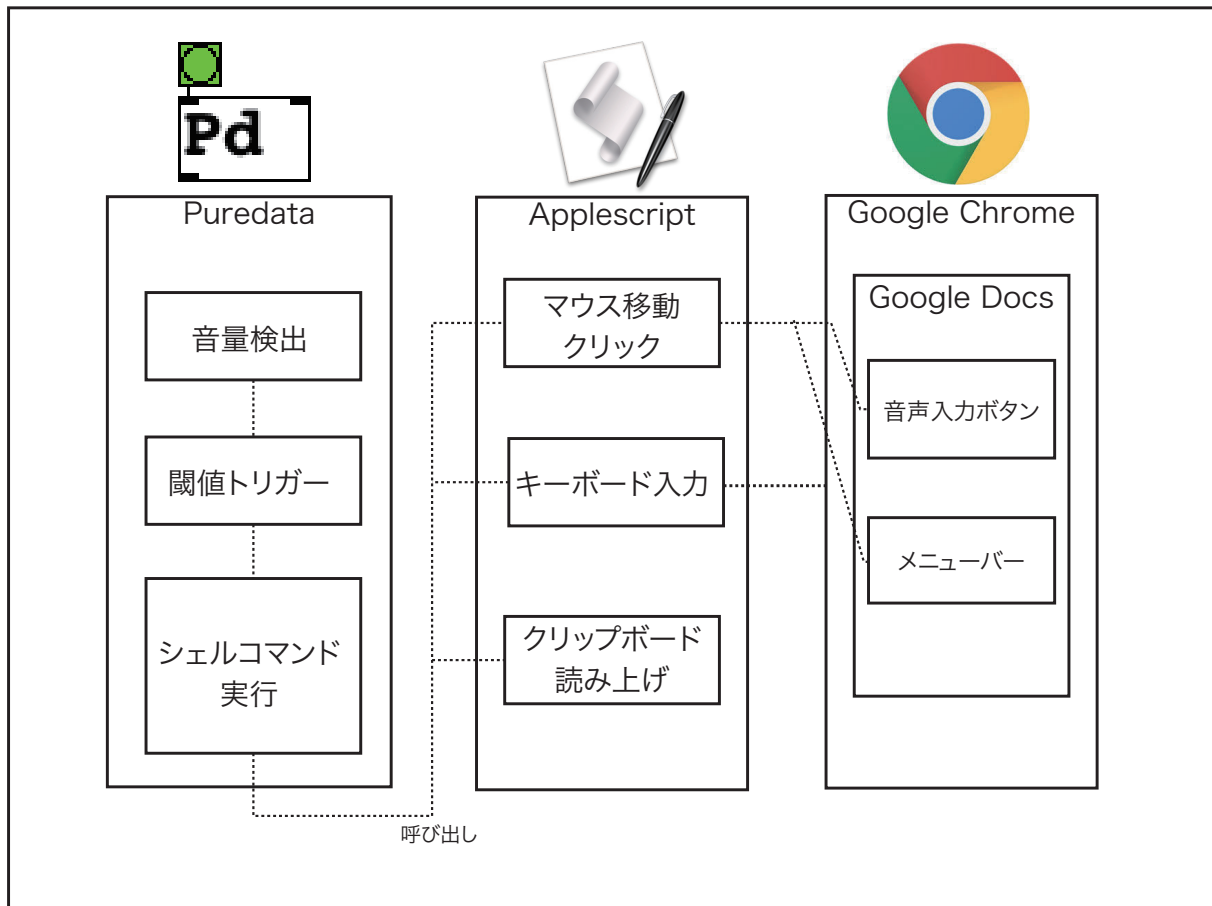 Pd
Puredata
音量検出
閾値トリガー
シェルコマンド
実行
呼び出し
Applescript
マウス移動
クリック
キーボード入力
クリップボード
読み上げ
Google Chrome
Google Docs
音声入力ボタン
メニューバー